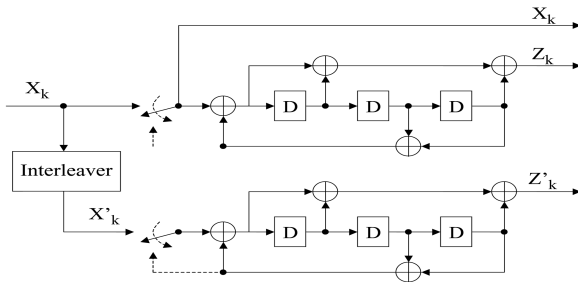 X_k
Z_k
X_k
D D D
Interleaver
Z'_k
X'_k
D D D